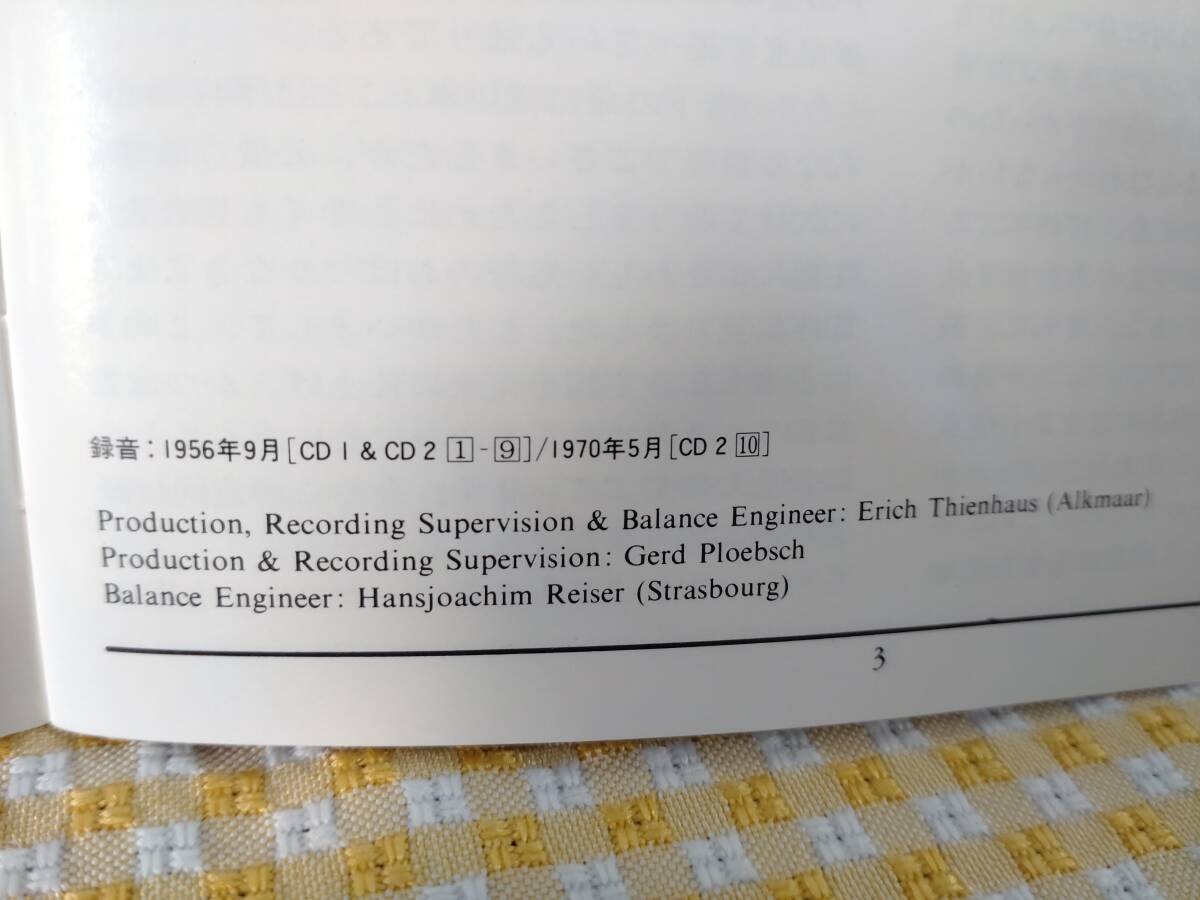 録音：1956年9月［CD 1 & CD 2 1-9］/1970年5月［CD 2 10］
Production, Recording Supervision & Balance Engineer: Erich Thienhaus (Alkmaar)
Production & Recording Supervision: Gerd Ploebsch
Balance Engineer: Hansjoachim Reiser (Strasbourg)
3